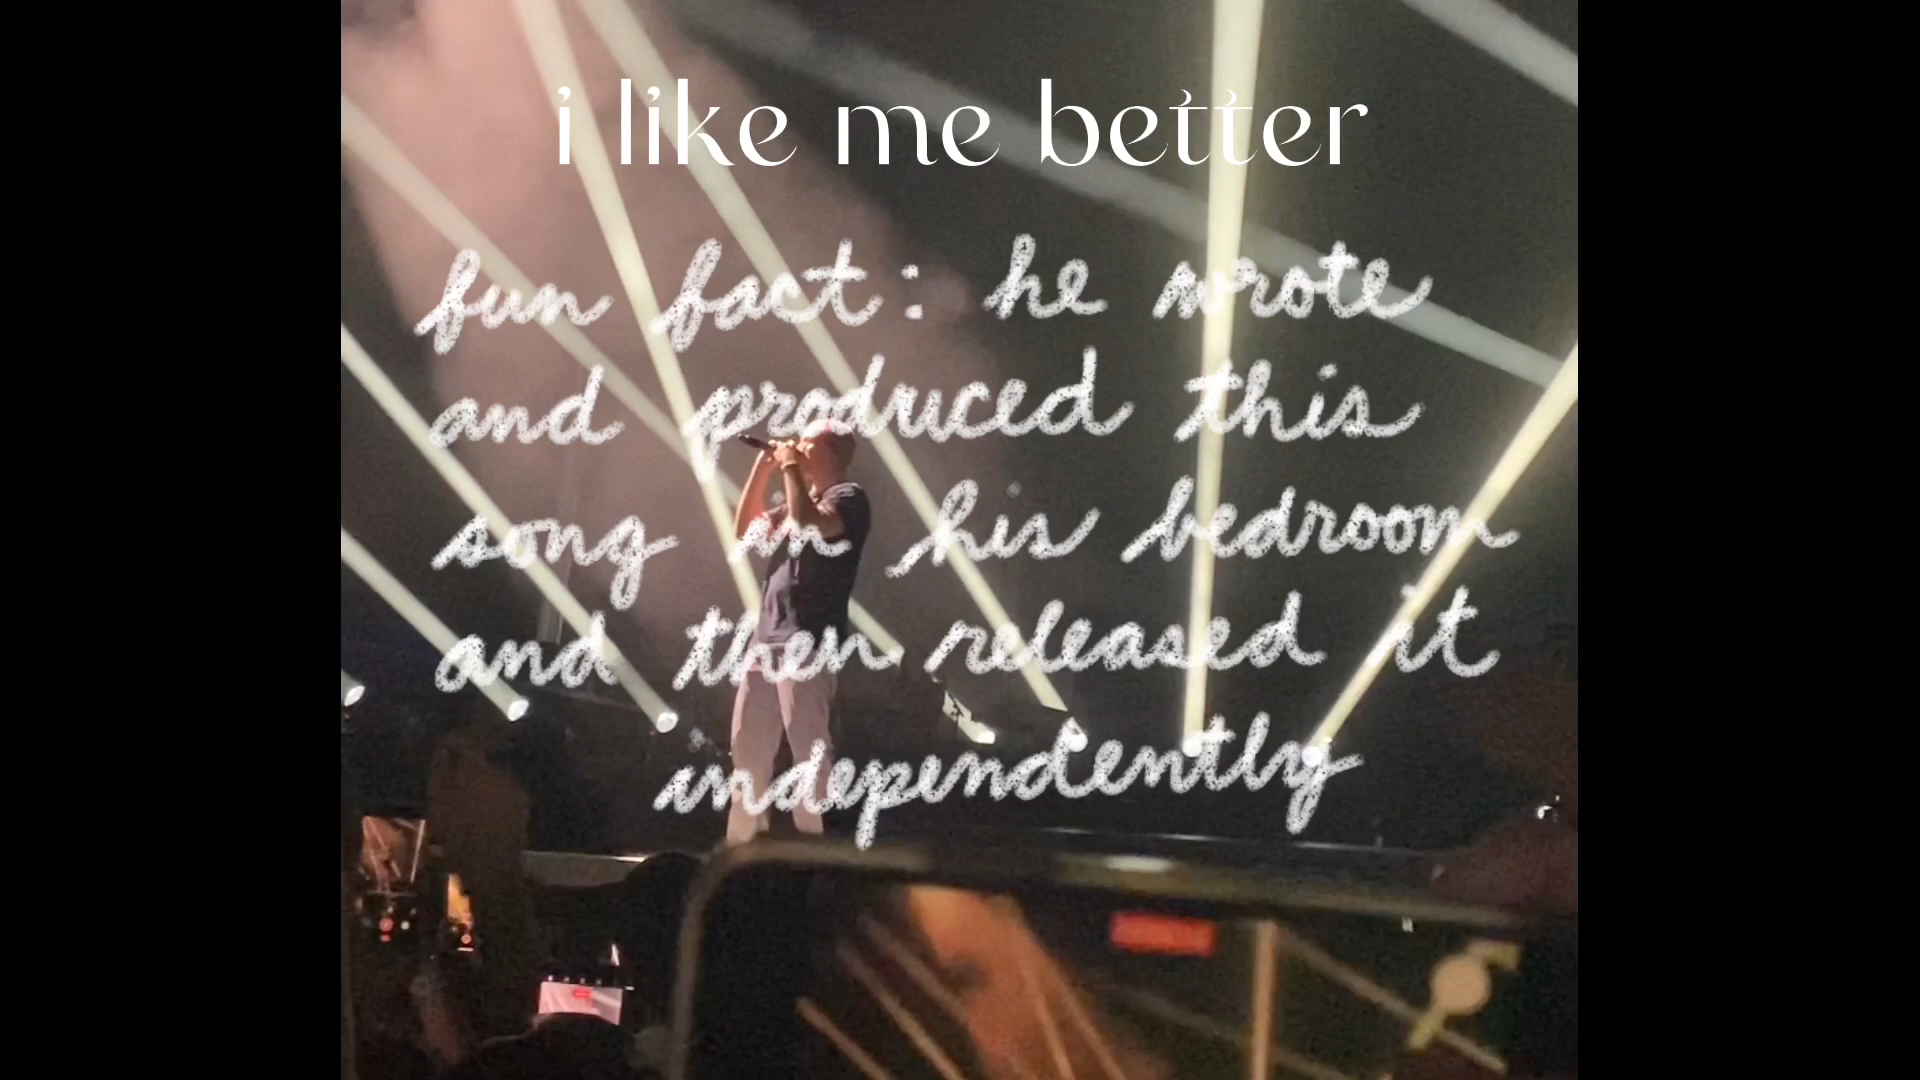 i like me better
fun fact: he wrote
and produced this
song in his bedroom
and then released it
independently